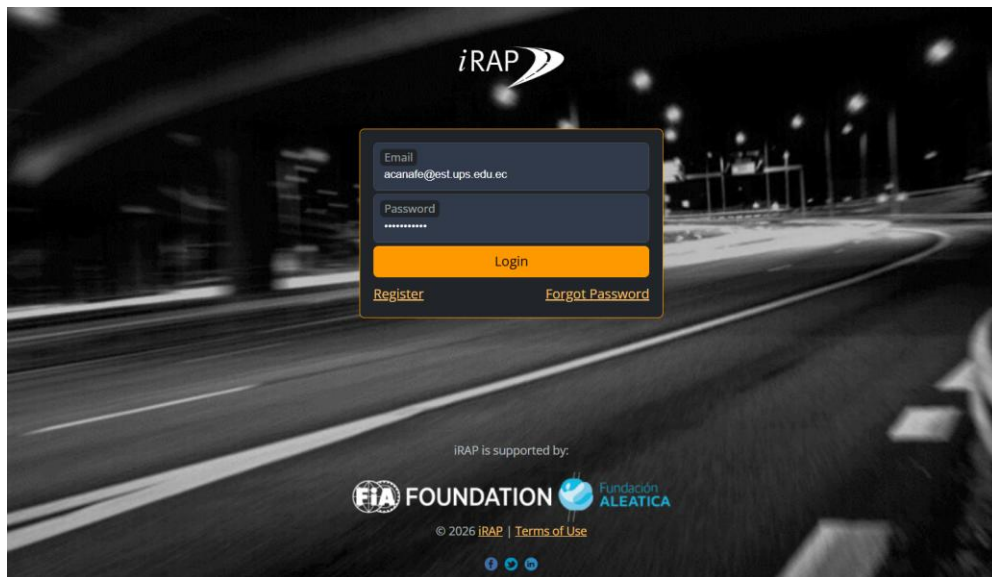 iRAP
Email
acanafe@est.ups.edu.ec
Password
•••••••••••
Login
Register Forgot Password
iRAP is supported by:
FiA FOUNDATION Fundación ALEATICA
© 2026 iRAP | Terms of Use